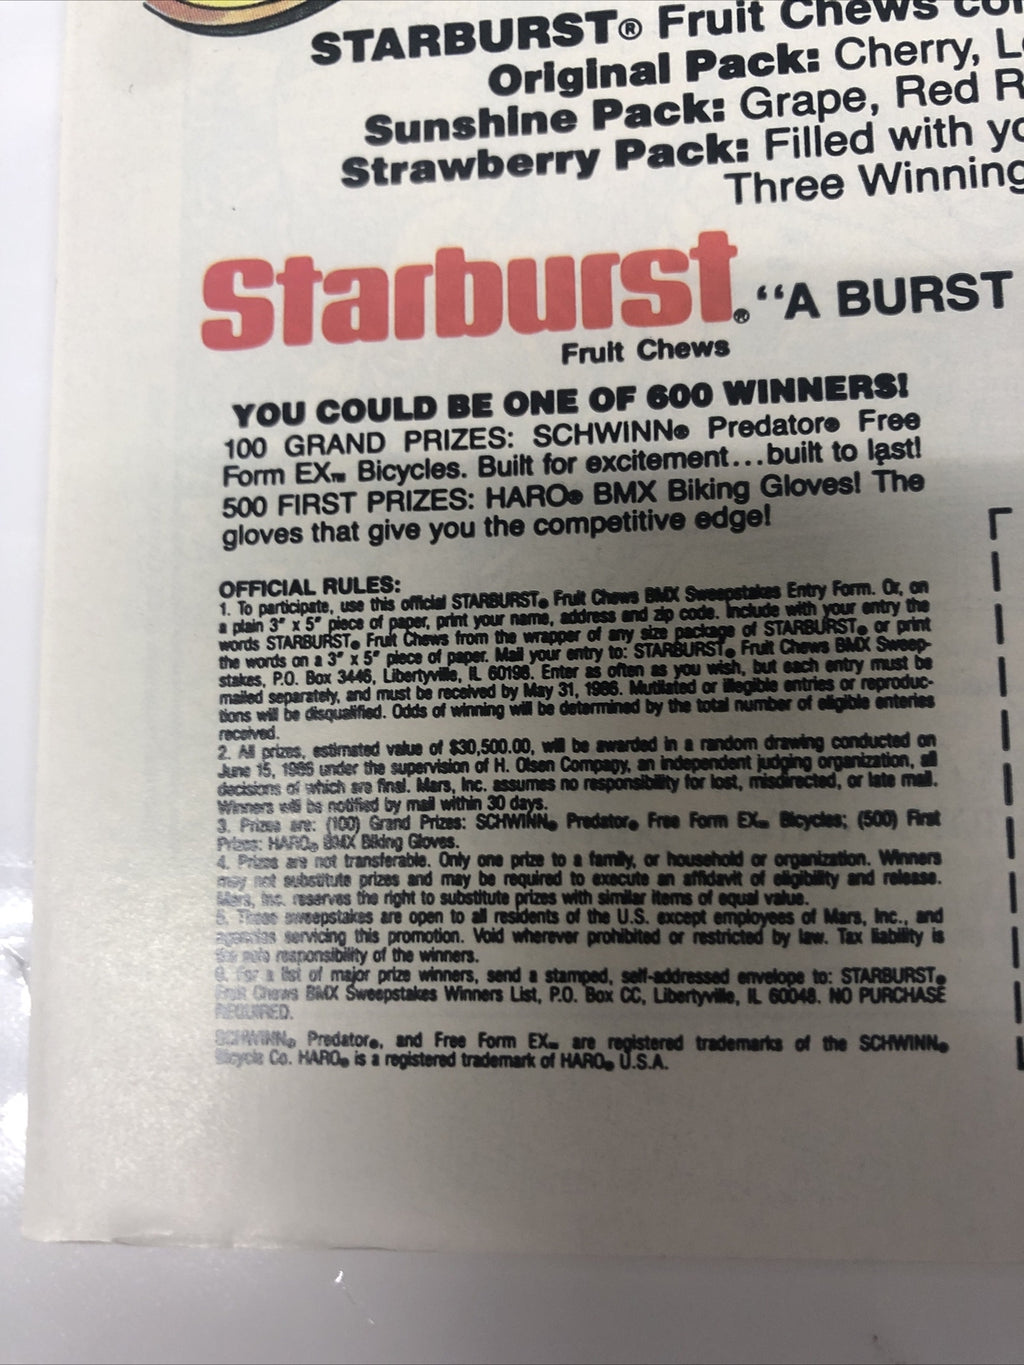 STARBURST® Fruit Chews
Original Pack: Cherry,
Sunshine Pack: Grape, Red
Strawberry Pack: Filled with
Three Winning
Starburst® "A BURST
Fruit Chews
YOU COULD BE ONE OF 600 WINNERS!
100 GRAND PRIZES: SCHWINN® Predator® Free
Form EX™ Bicycles. Built for excitement...built to last!
500 FIRST PRIZES: HARO® BMX Biking Gloves! The
gloves that give you the competitive edge!
OFFICIAL RULES:
1. To participate, use this official STARBURST® Fruit Chews BMX Sweepstakes Entry Form. Or, on
a plain 3" x 5" piece of paper, print your name, address and zip code. Include with your entry the
words STARBURST® Fruit Chews from the wrapper of any size package of STARBURST® or print
the words on a 3" x 5" piece of paper. Mail your entry to: STARBURST® Fruit Chews BMX Sweep-
stakes, P.O. Box 3446, Libertyville, IL 60198. Enter as often as you wish, but each entry must be
mailed separately, and must be received by May 31, 1986. Mutilated or illegible entries or reproduc-
tions will be disqualified. Odds of winning will be determined by the total number of eligible enteries
received.
2. All prizes, estimated value of $30,500.00, will be awarded in a random drawing conducted on
June 15, 1986 under the supervision of H. Olsen Company, an independent judging organization, all
decisions of which are final. Mars, Inc. assumes no responsibility for lost, misdirected, or late mail.
Winners will be notified by mail within 30 days.
3. Prizes are: (100) Grand Prizes: SCHWINN® Predator® Free Form EX™ Bicycles; (500) First
Prizes: HARO® BMX Biking Gloves.
4. Prizes are not transferable. Only one prize to a family, or household or organization. Winners
may not substitute prizes and may be required to execute an affidavit of eligibility and release.
Mars, Inc. reserves the right to substitute prizes with similar items of equal value.
5. These sweepstakes are open to all residents of the U.S. except employees of Mars, Inc., and
agencies servicing this promotion. Void wherever prohibited or restricted by law. Tax liability is
the sole responsibility of the winners.
6. For a list of major prize winners, send a stamped, self-addressed envelope to: STARBURST®
Fruit Chews BMX Sweepstakes Winners List, P.O. Box CC, Libertyville, IL 60048. NO PURCHASE
REQUIRED.
SCHWINN® Predator®, and Free Form EX™ are registered trademarks of the SCHWINN®
Bicycle Co. HARO® is a registered trademark of HARO® U.S.A.